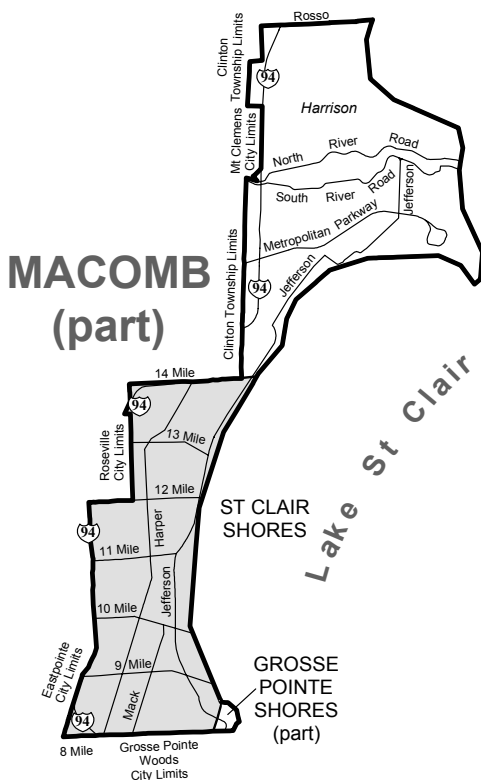 Rosso
Clinton
Township Limits
94
Harrison
Mt Clemens
City Limits
North River Road
South River Road
Jefferson
Metropolitan Parkway
Clinton Township Limits
94
Jefferson
MACOMB
(part)
Lake St Clair
14 Mile
94
Roseville
City Limits
13 Mile
12 Mile
Harper
ST CLAIR
SHORES
94
11 Mile
Jefferson
10 Mile
Eastpointe
City Limits
9 Mile
Mack
GROSSE
POINTE
SHORES
(part)
94
8 Mile
Grosse Pointe
Woods
City Limits